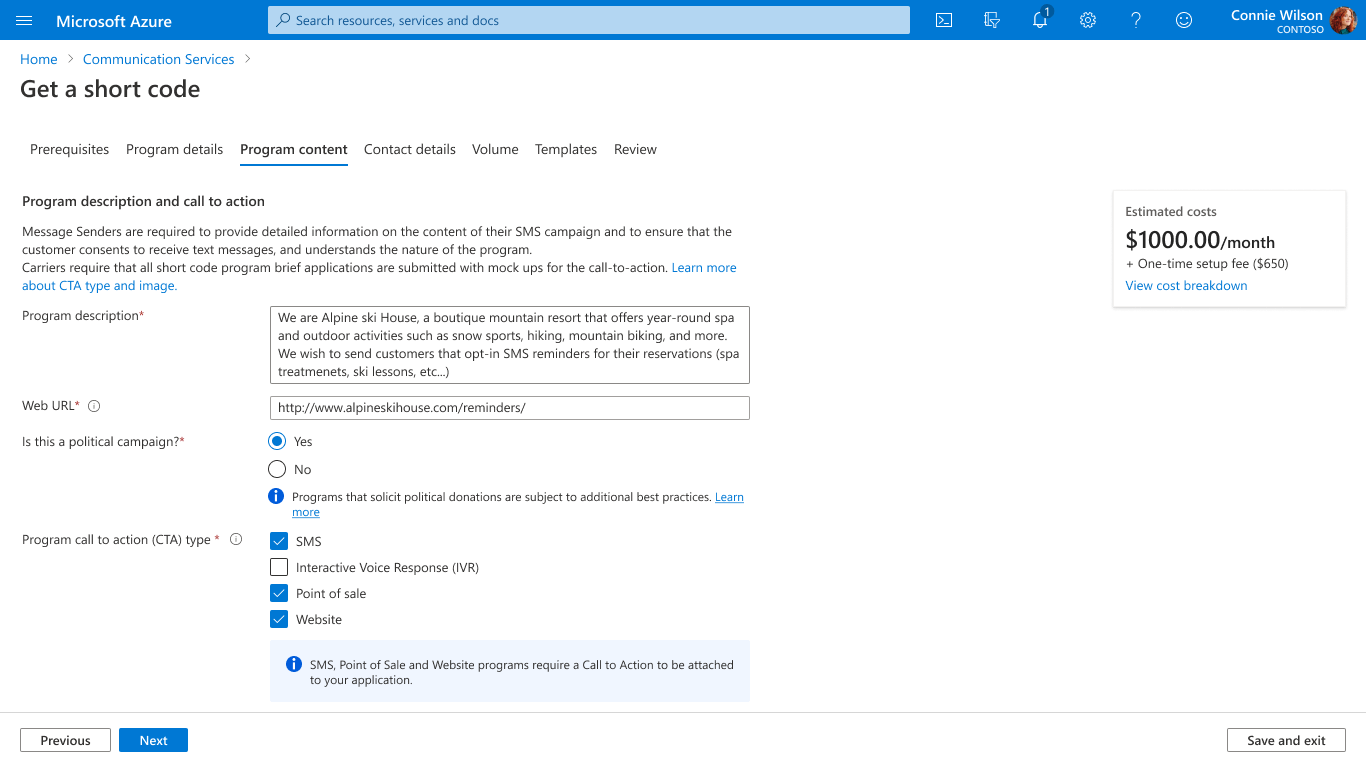 Microsoft Azure
Search resources, services and docs
1
Connie Wilson
CONTOSO
Home > Communication Services >
Get a short code
Prerequisites Program details Program content Contact details Volume Templates Review
Program description and call to action
Message Senders are required to provide detailed information on the content of their SMS campaign and to ensure that the
customer consents to receive text messages, and understands the nature of the program.
Carriers require that all short code program brief applications are submitted with mock ups for the call-to-action. Learn more
about CTA type and image.
Estimated costs
$1000.00/month
+ One-time setup fee ($650)
View cost breakdown
Program description*
We are Alpine ski House, a boutique mountain resort that offers year-round spa
and outdoor activities such as snow sports, hiking, mountain biking, and more.
We wish to send customers that opt-in SMS reminders for their reservations (spa
treatmenets, ski lessons, etc...)
Web URL*
http://www.alpineskihouse.com/reminders/
Is this a political campaign?*
Yes
No
Programs that solicit political donations are subject to additional best practices. Learn
more
Program call to action (CTA) type *
SMS
Interactive Voice Response (IVR)
Point of sale
Website
SMS, Point of Sale and Website programs require a Call to Action to be attached
to your application.
Previous Next Save and exit